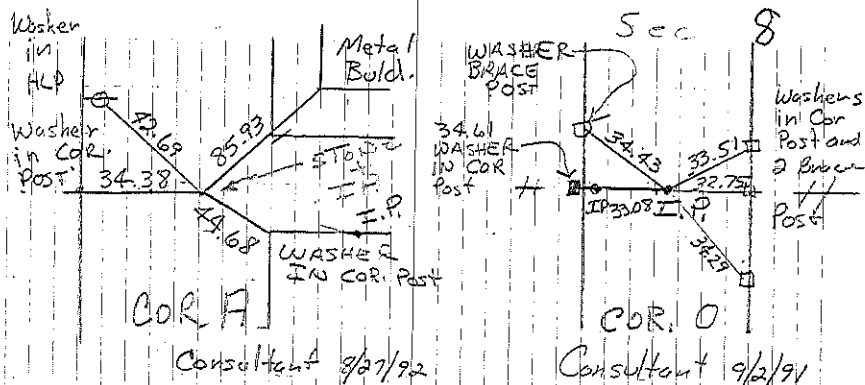 Washer
in
HLP
42.69
85.93
Metal
Buld.
Washer
in COR.
POST.
34.38
STONE
I.P.
44.68
WASHER
IN COR. Post
COR. A
Consultant 8/27/92
Sec 8
WASHER
BRACE
POST
34.61
WASHER
IN COR
Post
34.43
33.51
32.75
IP 33.08 I.P.
34.29
Washers
in Cor
Post and
2 Brace
Posts
COR. O
Consultant 9/2/91